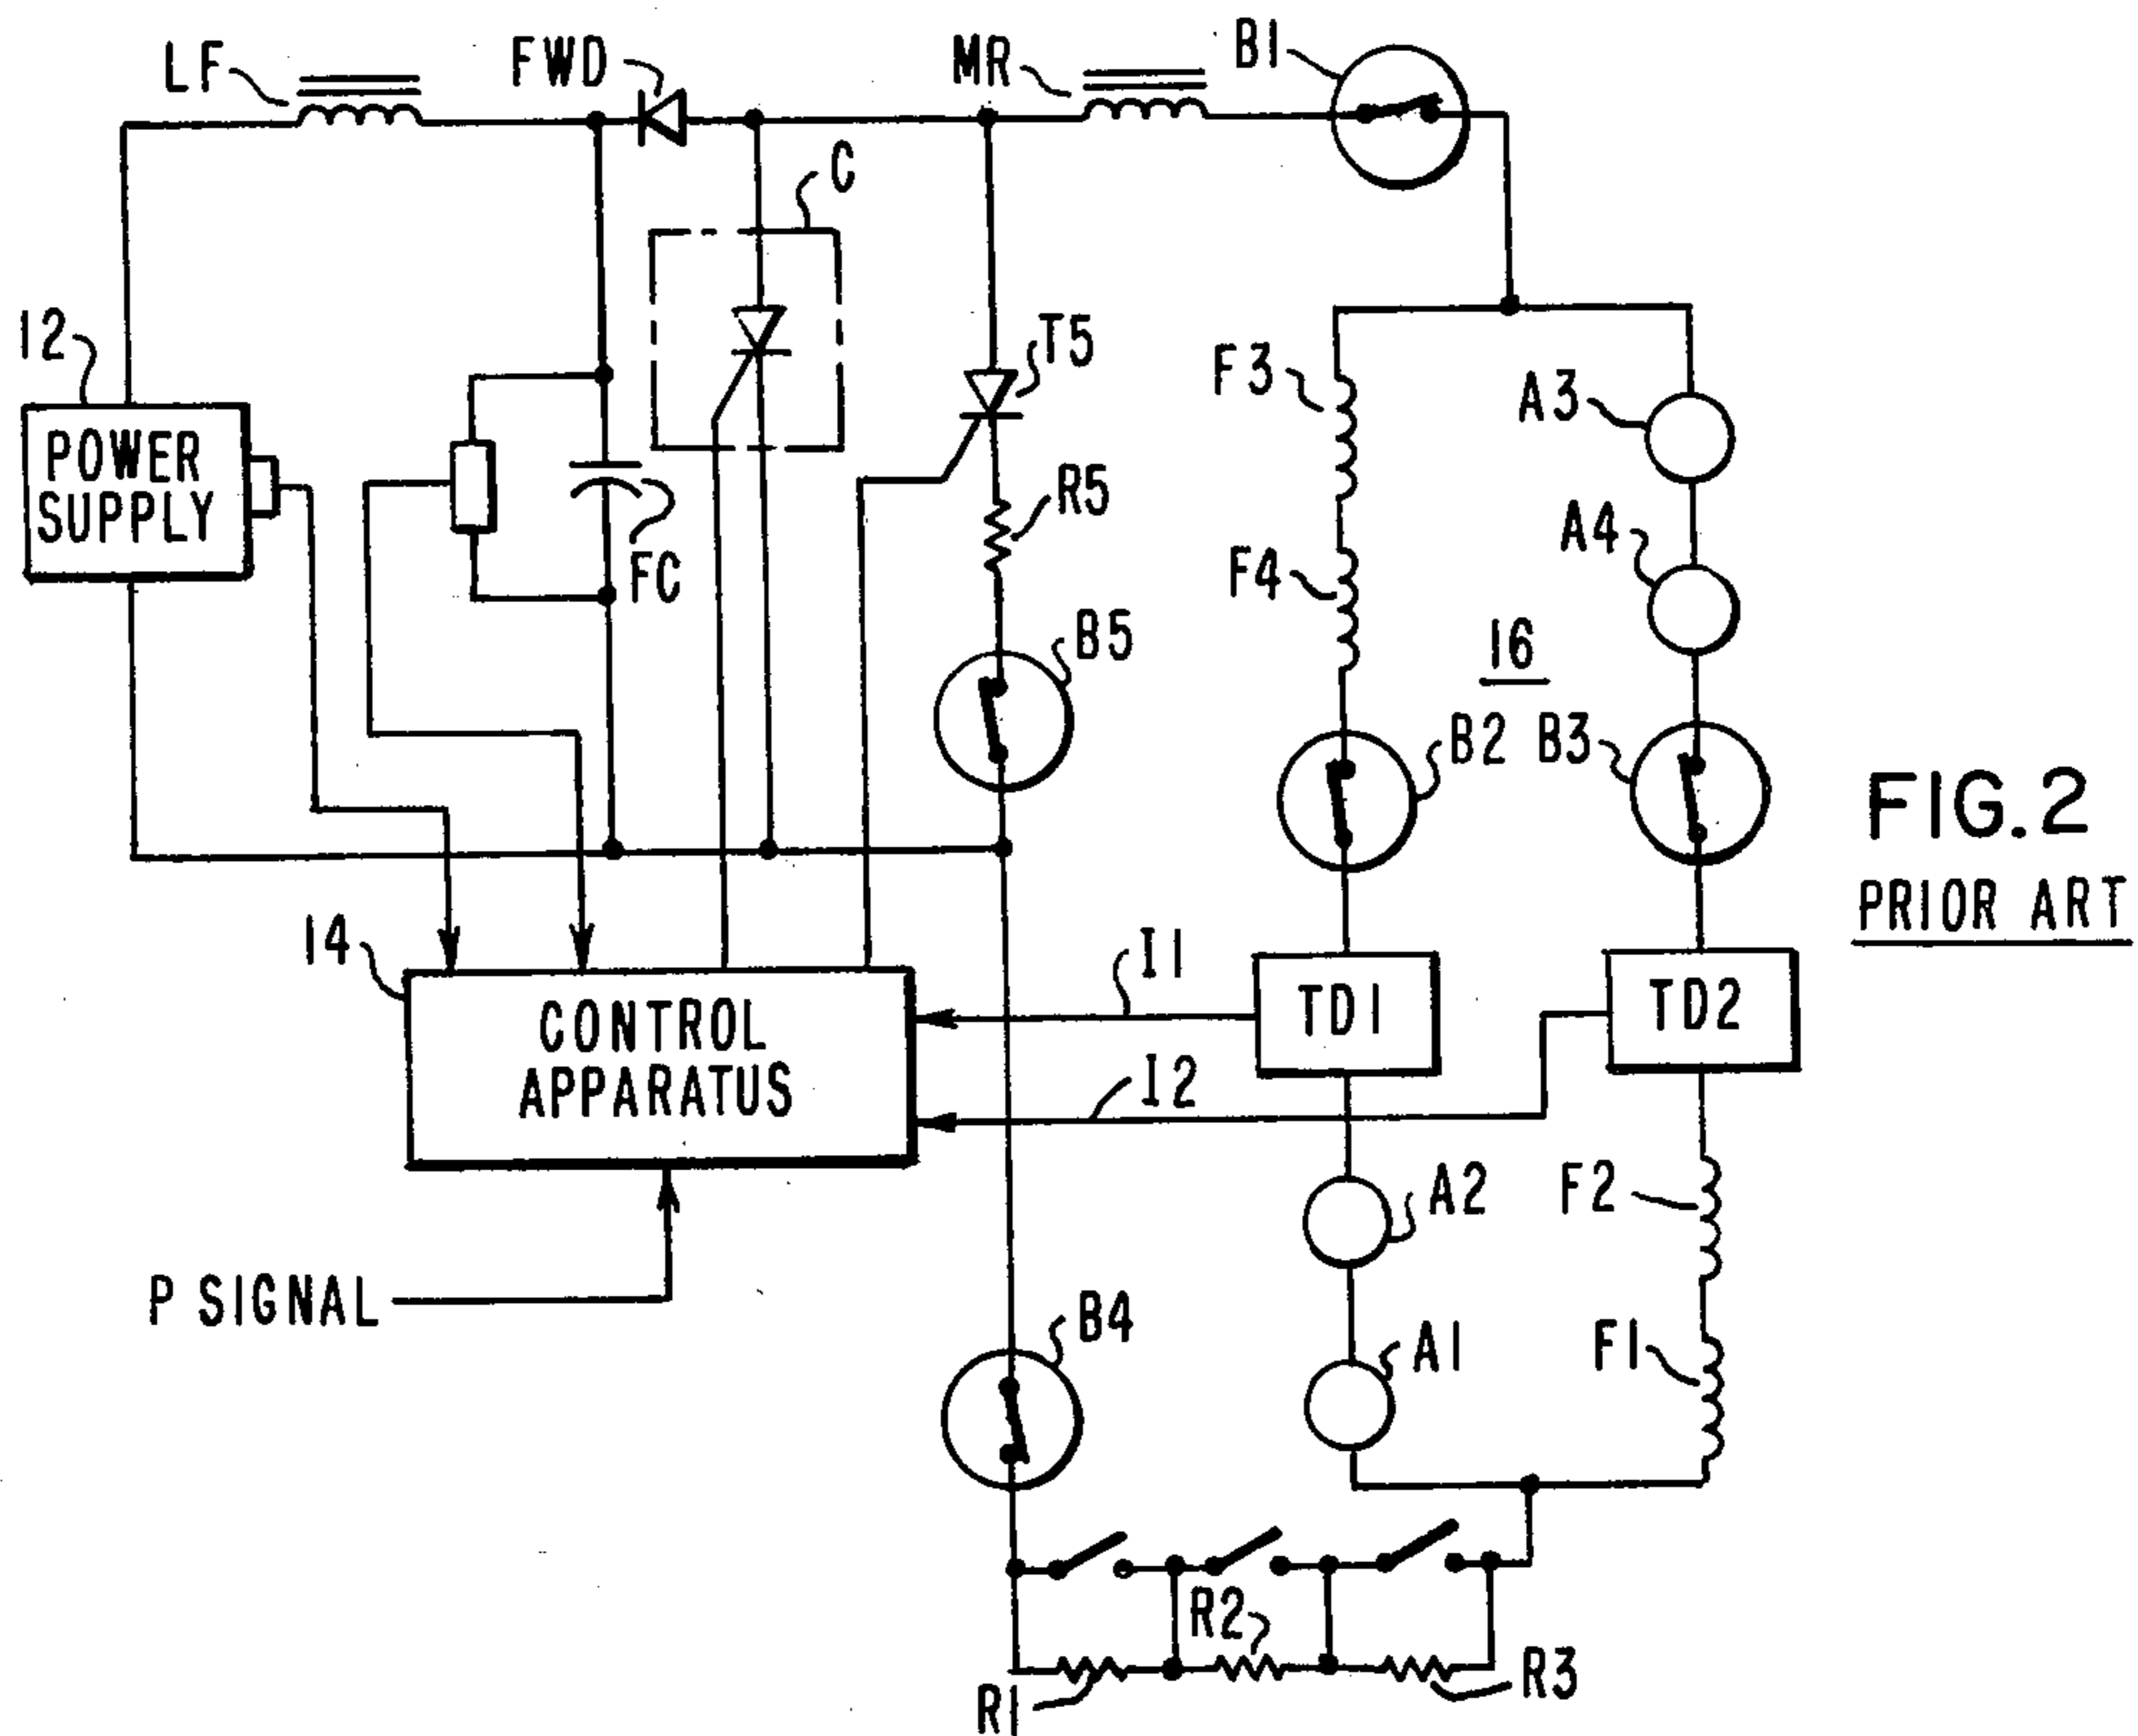 LF
FWD
MR
B1
C
12
POWER
SUPPLY
FC
T5
R5
B5
F3
F4
A3
A4
16
B2
B3
FIG.2
PRIOR ART
14
CONTROL
APPARATUS
I1
I2
TD1
TD2
A2
F2
P SIGNAL
B4
A1
F1
R2
R1
R3